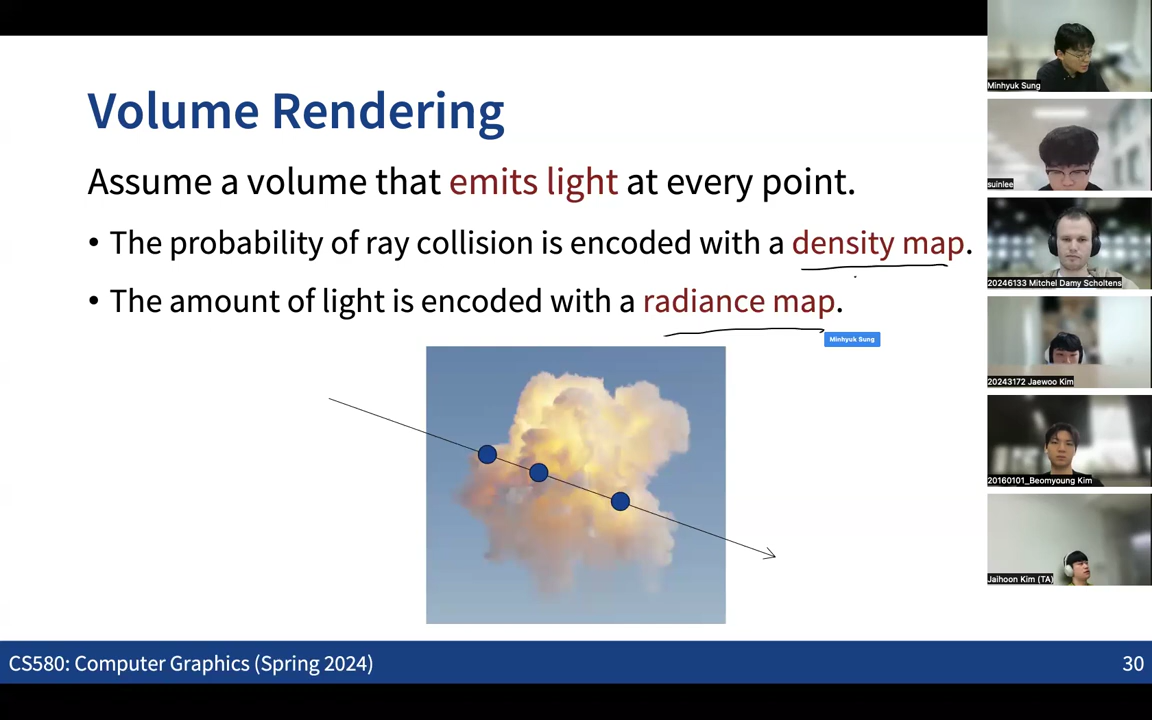 Volume Rendering
Assume a volume that emits light at every point.
• The probability of ray collision is encoded with a density map.
• The amount of light is encoded with a radiance map.
Minhyuk Sung
CS580: Computer Graphics (Spring 2024)
30
Minhyuk Sung
suinlee
20246133 Mitchel Damy Scholtens
20243172 Jaewoo Kim
20160101_Beomyoung Kim
Jaihoon Kim (TA)